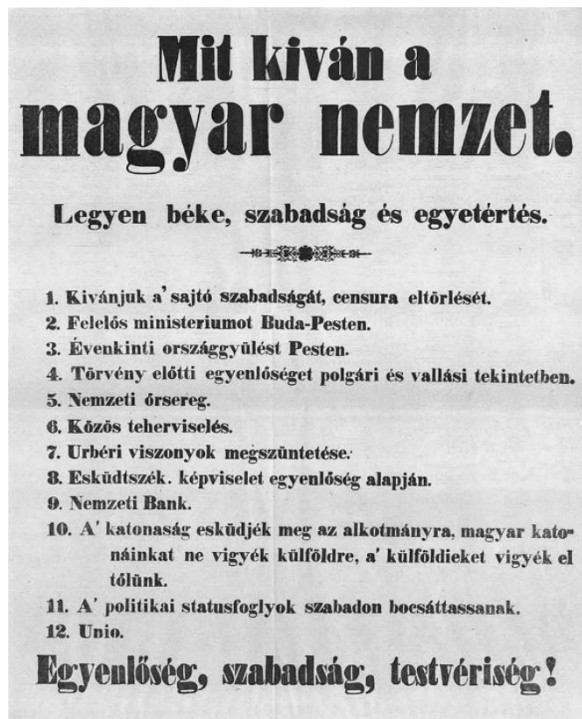 Mit kiván a
magyar nemzet.
Legyen béke, szabadság és egyetértés.
1. Kivánjuk a' sajtó szabadságát, censura eltörlését.
2. Felelős ministeriumot Buda-Pesten.
3. Évenkinti országgyülést Pesten.
4. Törvény előtti egyenlőséget polgári és vallási tekintetben.
5. Nemzeti őrsereg.
6. Közös teherviselés.
7. Urbéri viszonyok megszüntetése.
8. Esküdtszék. képviselet egyenlőség alapján.
9. Nemzeti Bank.
10. A' katonaság esküdjék meg az alkotmányra, magyar kato-
náinkat ne vigyék külföldre, a' külföldieket vigyék el
tőlünk.
11. A' politikai statusfoglyok szabadon bocsáttassanak.
12. Unio.
Egyenlőség, szabadság, testvériség!